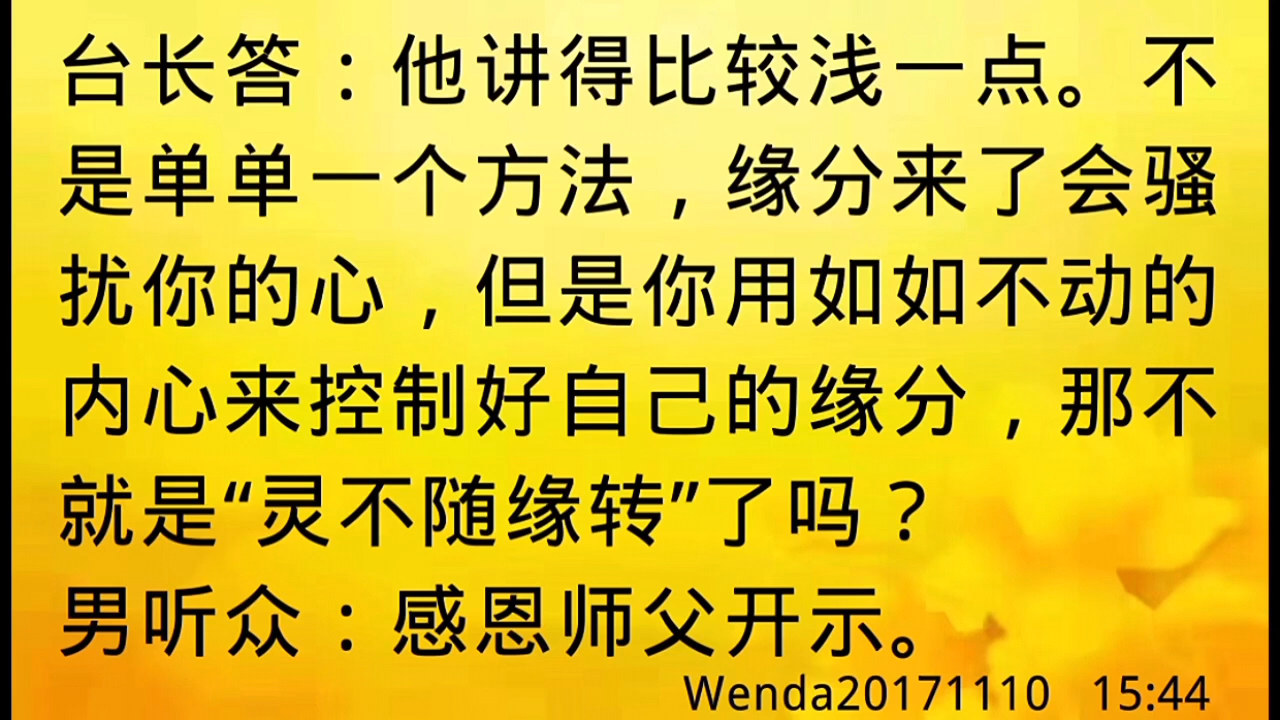 台长答：他讲得比较浅一点。不
是单单一个方法，缘分来了会骚
扰你的心，但是你用如如不动的
内心来控制好自己的缘分，那不
就是“灵不随缘转”了吗？
男听众：感恩师父开示。
Wenda20171110 15:44